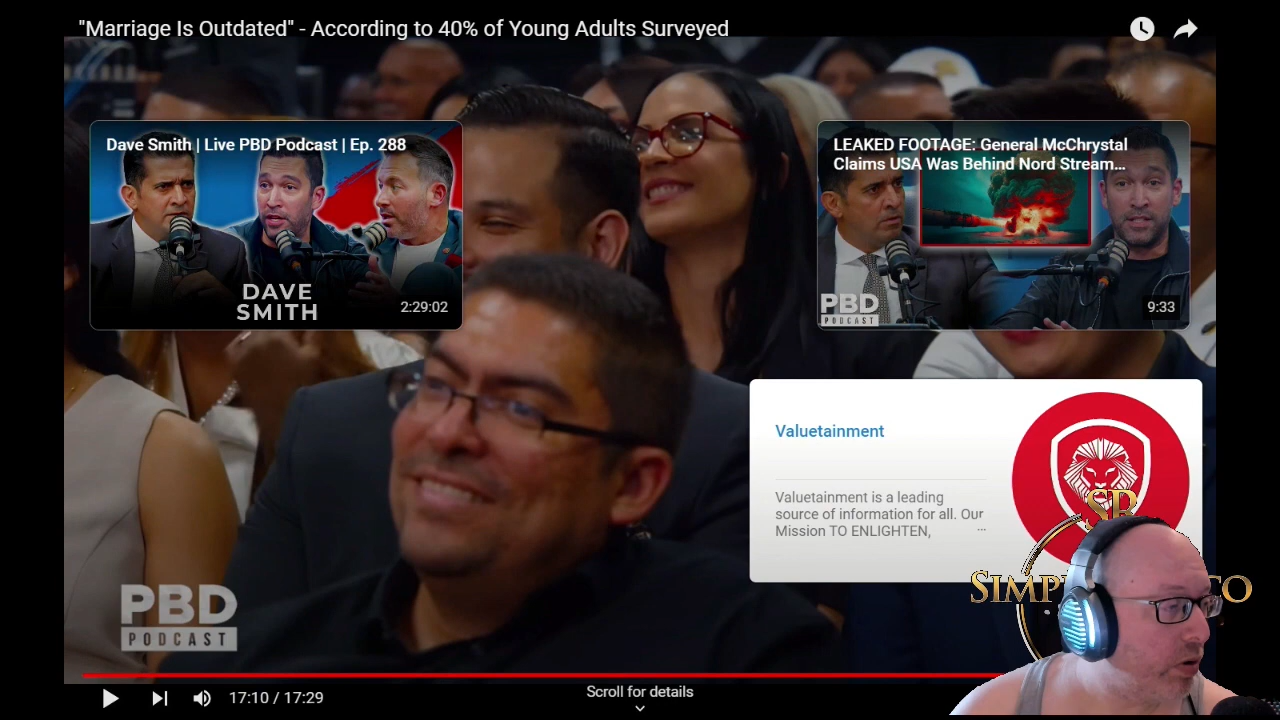 "Marriage Is Outdated" - According to 40% of Young Adults Surveyed
Dave Smith | Live PBD Podcast | Ep. 288
DAVE
SMITH
2:29:02
LEAKED FOOTAGE: General McChrystal
Claims USA Was Behind Nord Stream...
PBD
PODCAST
9:33
Valuetainment
Valuetainment is a leading
source of information for all. Our
Mission TO ENLIGHTEN, ...
SR
PBD
PODCAST
17:10 / 17:29
Scroll for details